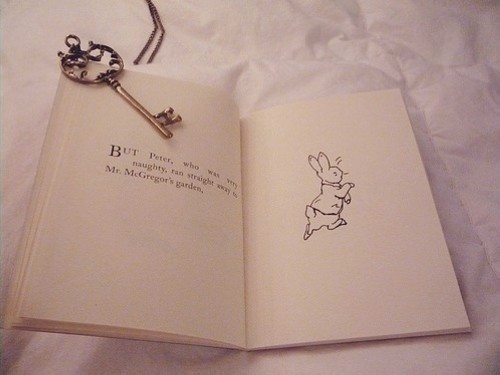 BUT Peter, who was very
naughty, ran straight away to
Mr. McGregor's garden,